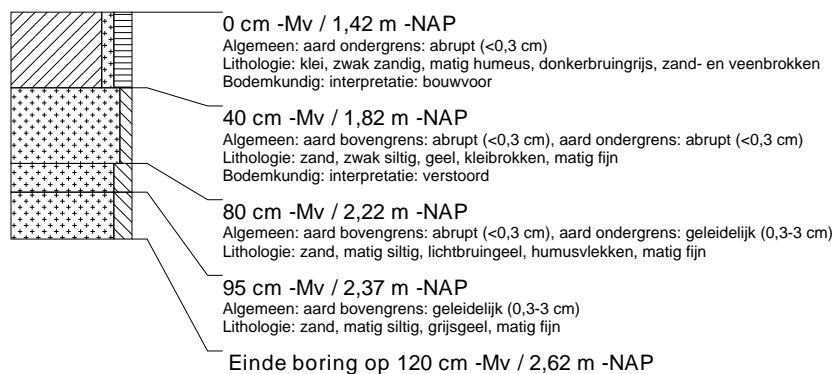 0 cm -Mv / 1,42 m -NAP
Algemeen: aard ondergrens: abrupt (<0,3 cm)
Lithologie: klei, zwak zandig, matig humeus, donkerbruingrijs, zand- en veenbrokken
Bodemkundig: interpretatie: bouwvoor
40 cm -Mv / 1,82 m -NAP
Algemeen: aard bovengrens: abrupt (<0,3 cm), aard ondergrens: abrupt (<0,3 cm)
Lithologie: zand, zwak siltig, geel, kleibrokken, matig fijn
Bodemkundig: interpretatie: verstoord
80 cm -Mv / 2,22 m -NAP
Algemeen: aard bovengrens: abrupt (<0,3 cm), aard ondergrens: geleidelijk (0,3-3 cm)
Lithologie: zand, matig siltig, lichtbruingeel, humusvlekken, matig fijn
95 cm -Mv / 2,37 m -NAP
Algemeen: aard bovengrens: geleidelijk (0,3-3 cm)
Lithologie: zand, matig siltig, grijsgeel, matig fijn
Einde boring op 120 cm -Mv / 2,62 m -NAP